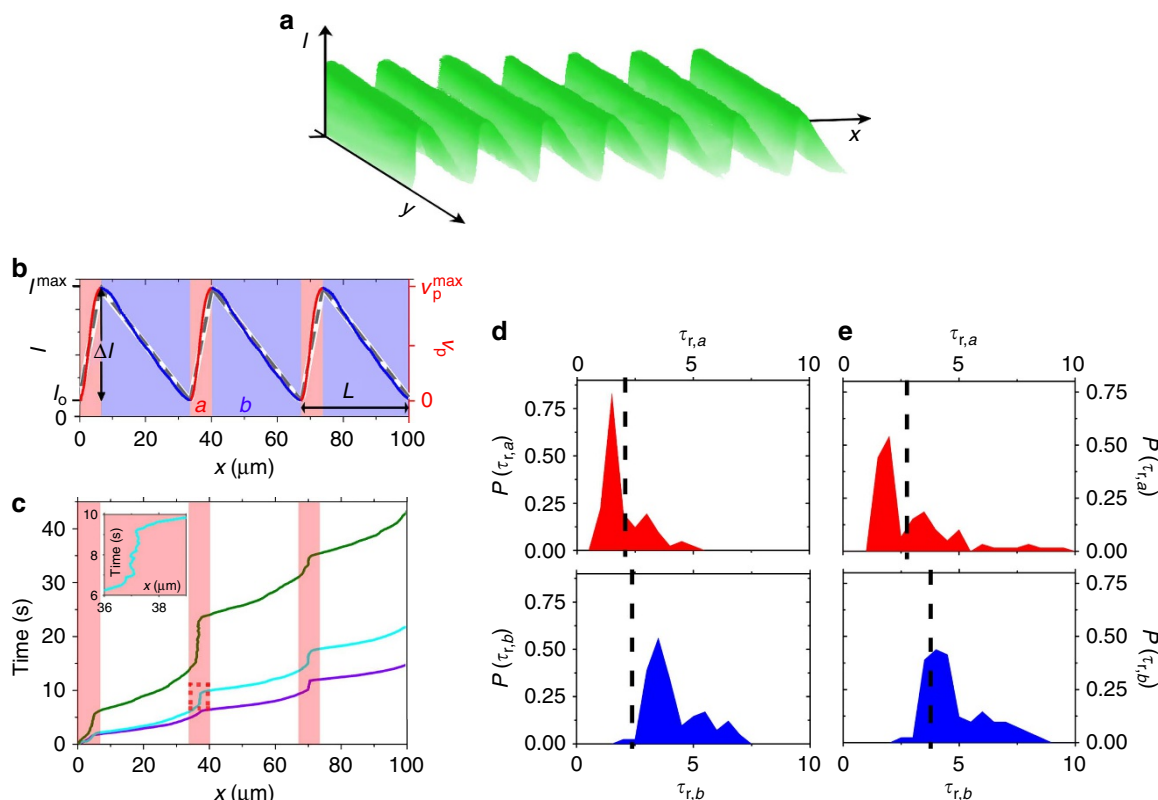 a
I
x
y
b
I^max
I
I_o
0
ΔI
a
b
L
v_p^max
v_p
0
0 20 40 60 80 100
x (μm)
c
Time (s)
40
30
20
10
0
10
8
6
Time (s)
x (μm)
36 38
0 20 40 60 80 100
x (μm)
d
τ_r,a
0 5 10
P (τ_r,a)
0.75
0.50
0.25
0.00
P (τ_r,b)
0.75
0.50
0.25
0.00
0 5 10
τ_r,b
e
τ_r,a
0 5 10
0.75
0.50
0.25
0.00
P (τ_r,a)
0.75
0.50
0.25
0.00
P (τ_r,b)
0 5 10
τ_r,b